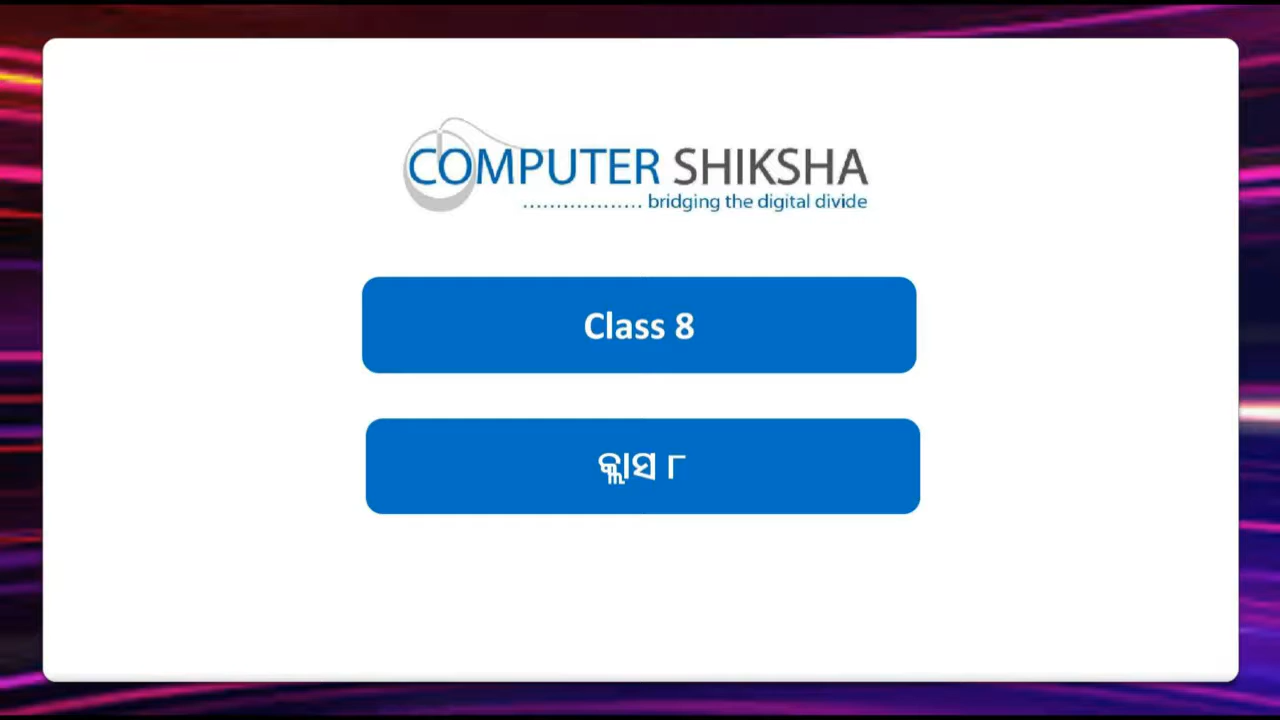 COMPUTER SHIKSHA
.................. bridging the digital divide
Class 8
କ୍ଲାସ ୮